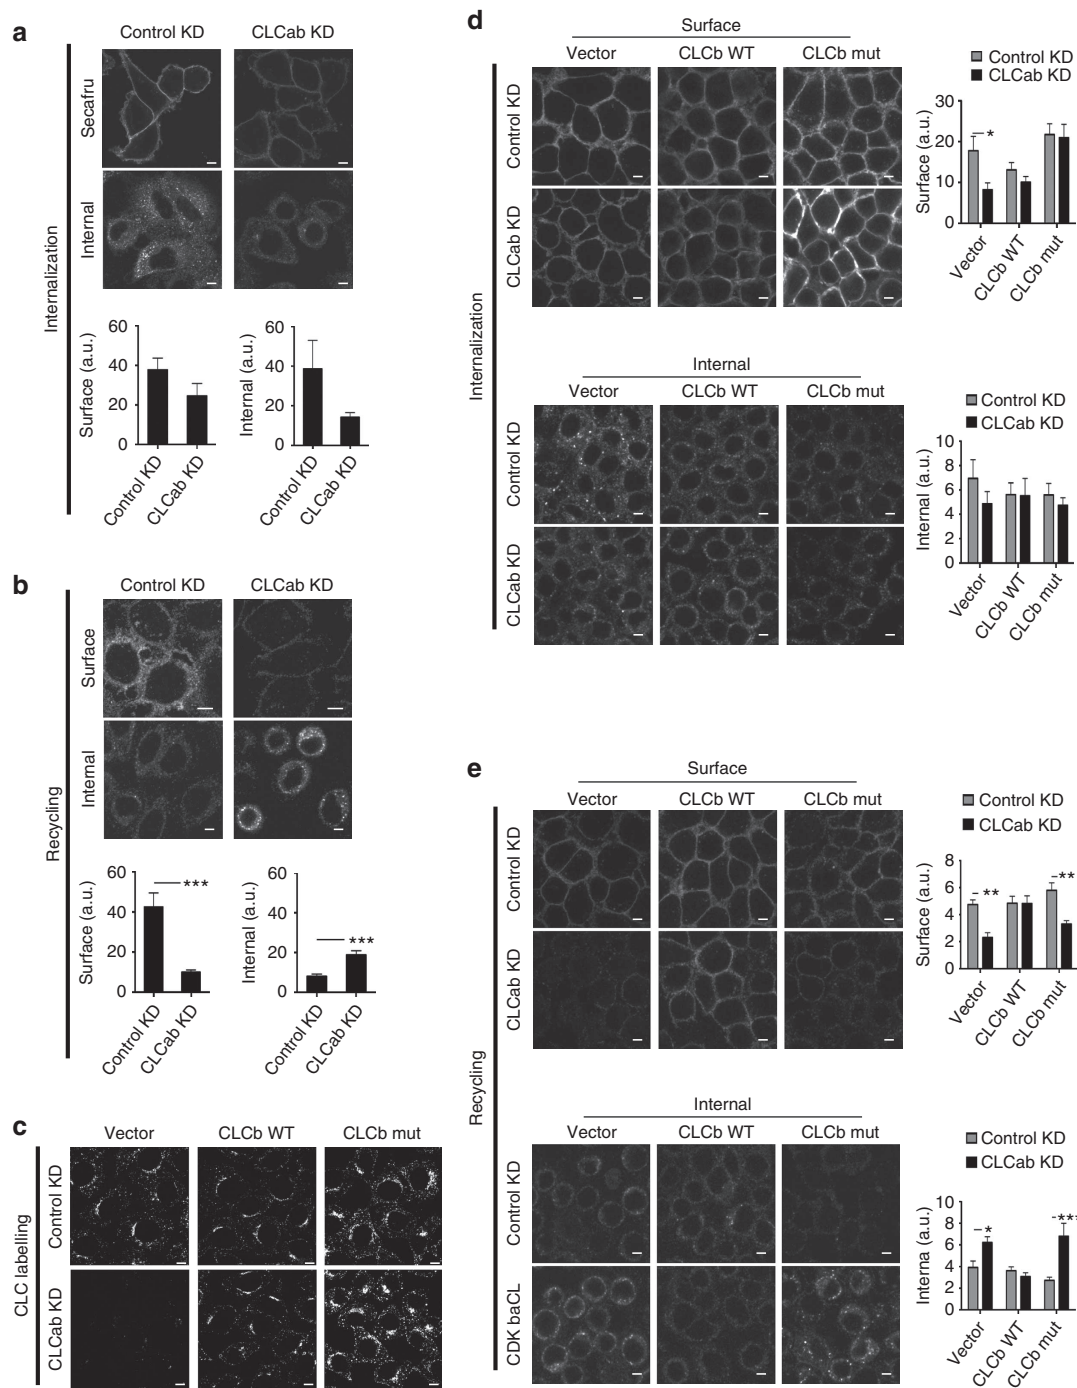 a
Control KD
CLCab KD
Secafru
Internal
Internalization
Surface (a.u.)
60
40
20
0
Control KD
CLCab KD
Internal (a.u.)
60
40
20
0
Control KD
CLCab KD
b
Control KD
CLCab KD
Surface
Internal
Recycling
Surface (a.u.)
60
40
20
0
***
Control KD
CLCab KD
Internal (a.u.)
60
40
20
0
***
Control KD
CLCab KD
c
Vector
CLCb WT
CLCb mut
Control KD
CLCab KD
CLC labelling
d
Surface
Vector
CLCb WT
CLCb mut
Control KD
CLCab KD
Internalization
Control KD
CLCab KD
Surface (a.u.)
30
20
10
0
*
Vector
CLCb WT
CLCb mut
Internal
Vector
CLCb WT
CLCb mut
Control KD
CLCab KD
Control KD
CLCab KD
Internal (a.u.)
10
8
6
4
2
0
Vector
CLCb WT
CLCb mut
e
Surface
Vector
CLCb WT
CLCb mut
Control KD
CLCab KD
Recycling
Control KD
CLCab KD
Surface (a.u.)
8
6
4
2
0
**
**
Vector
CLCb WT
CLCb mut
Internal
Vector
CLCb WT
CLCb mut
Control KD
CDK baCL
Control KD
CLCab KD
Interna (a.u.)
10
8
6
4
2
0
*
***
Vector
CLCb WT
CLCb mut